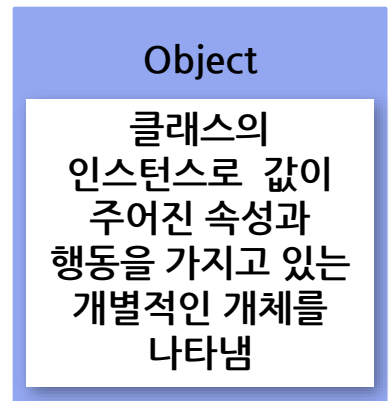 Object
클래스의
인스턴스로  값이
주어진 속성과
행동을 가지고 있는
개별적인 개체를
나타냄